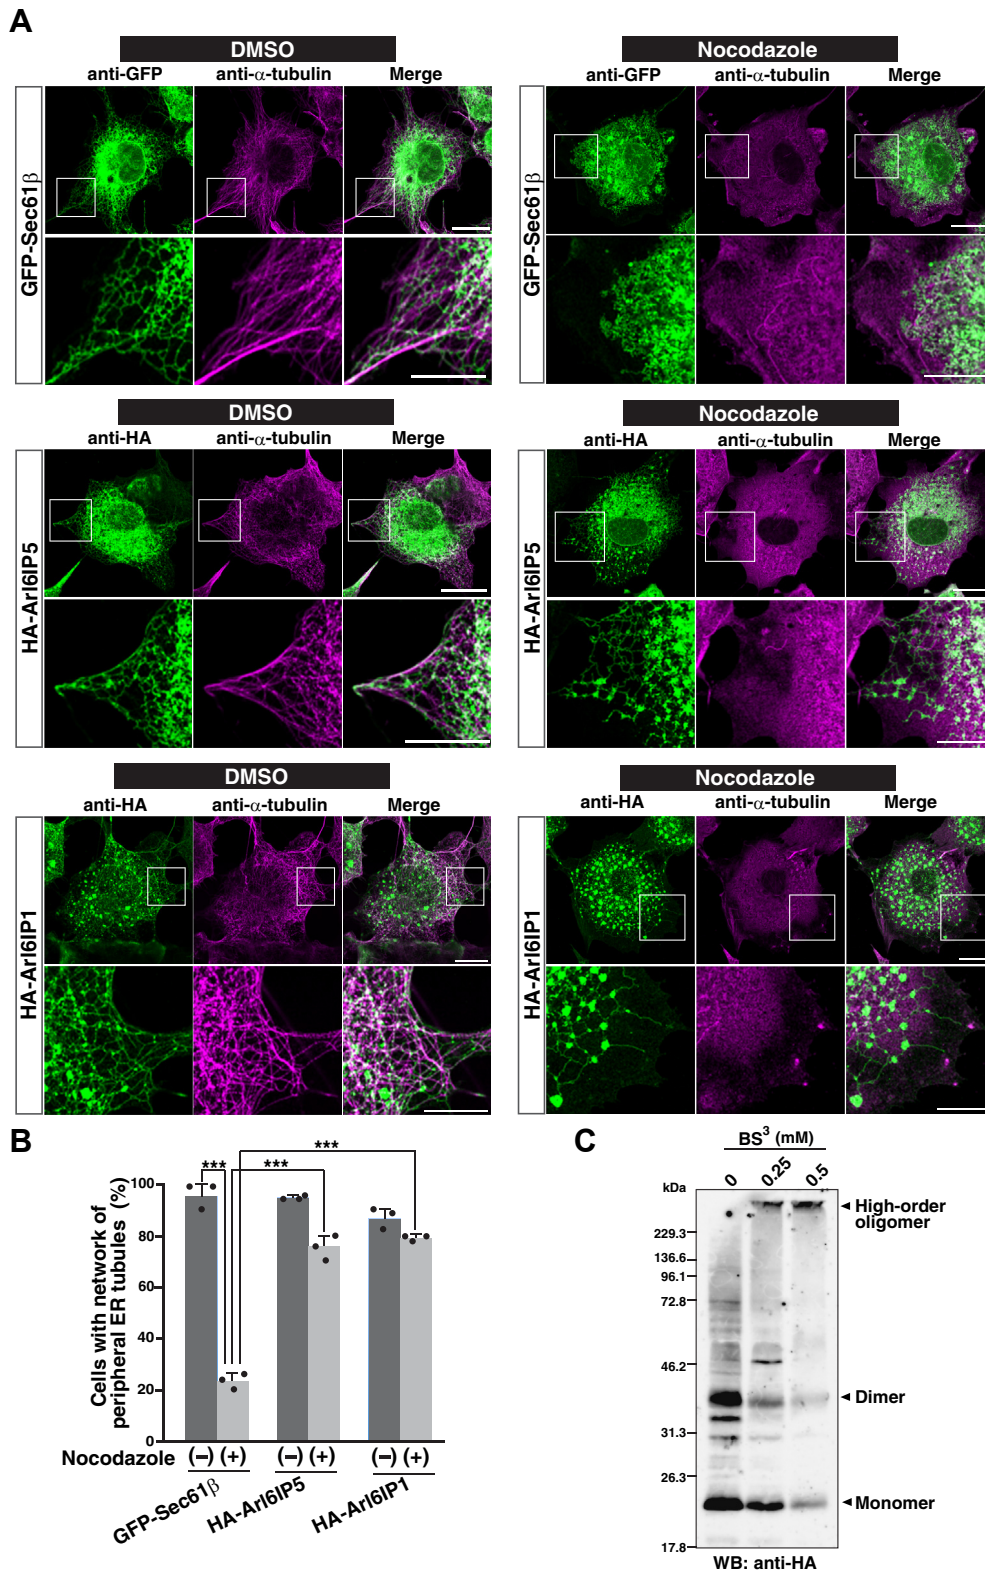 A
DMSO
Nocodazole
anti-GFP anti-α-tubulin Merge
anti-GFP anti-α-tubulin Merge
GFP-Sec61β
GFP-Sec61β
DMSO
Nocodazole
anti-HA anti-α-tubulin Merge
anti-HA anti-α-tubulin Merge
HA-Arl6IP5
HA-Arl6IP5
DMSO
Nocodazole
anti-HA anti-α-tubulin Merge
anti-HA anti-α-tubulin Merge
HA-Arl6IP1
HA-Arl6IP1
B
Cells with network of
peripheral ER tubules (%)
100
80
60
40
20
0
***
***
***
Nocodazole (−) (+) (−) (+) (−) (+)
GFP-Sec61β
HA-Arl6IP5
HA-Arl6IP1
C
BS³ (mM)
0 0.25 0.5
kDa
229.3
136.6
96.1
72.8
46.2
31.3
26.3
17.8
High-order
oligomer
Dimer
Monomer
WB: anti-HA